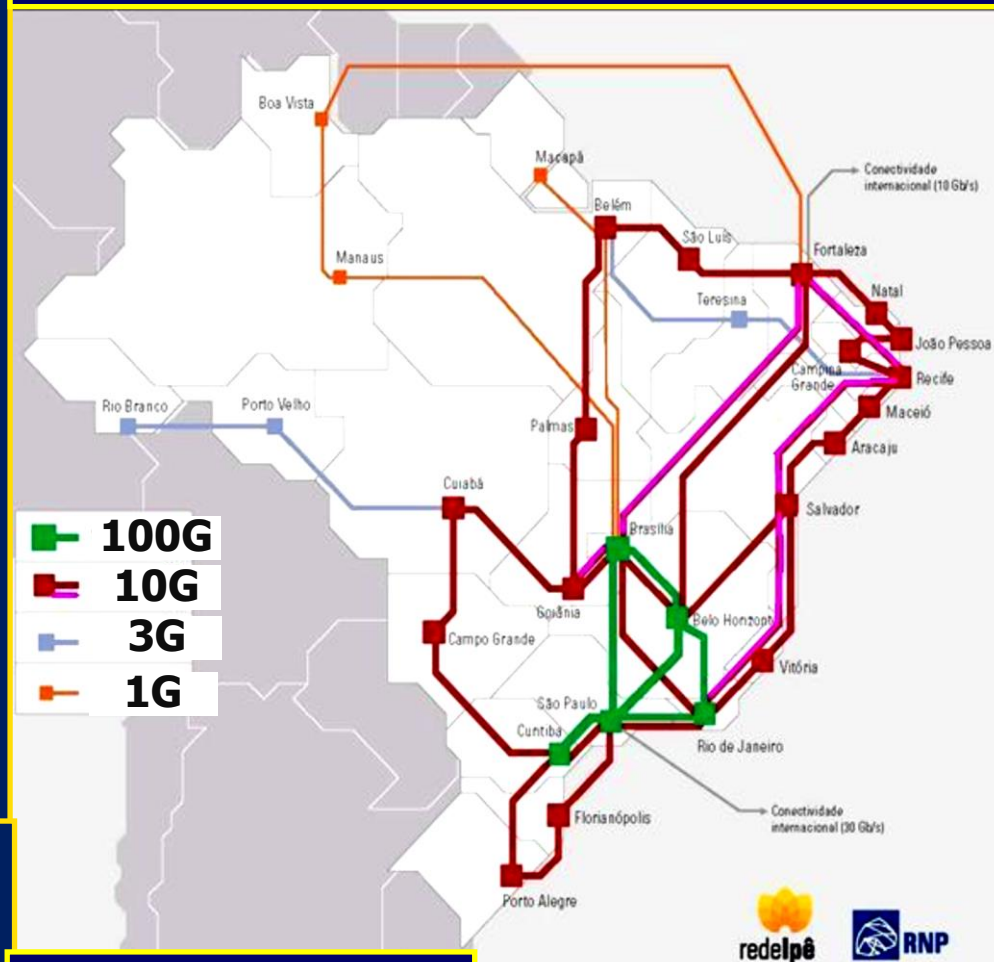 Boa Vista
Macapá
Conectividade
internacional (10 Gb/s)
Belém
São Luís
Fortaleza
Manaus
Teresina
Natal
João Pessoa
Campina
Grande
Recife
Rio Branco
Porto Velho
Palmas
Maceió
Aracaju
Cuiabá
Salvador
100G
Brasília
10G
Goiânia
Belo Horizonte
3G
Campo Grande
Vitória
1G
São Paulo
Curitiba
Rio de Janeiro
Florianópolis
Conectividade
internacional (30 Gb/s)
Porto Alegre
redeIpê
RNP